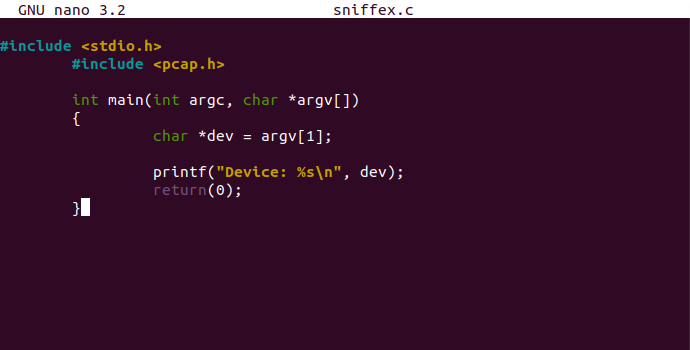 GNU nano 3.2 sniffex.c
#include <stdio.h>
#include <pcap.h>
int main(int argc, char *argv[])
{
char *dev = argv[1];
printf("Device: %s\n", dev);
return(0);
}